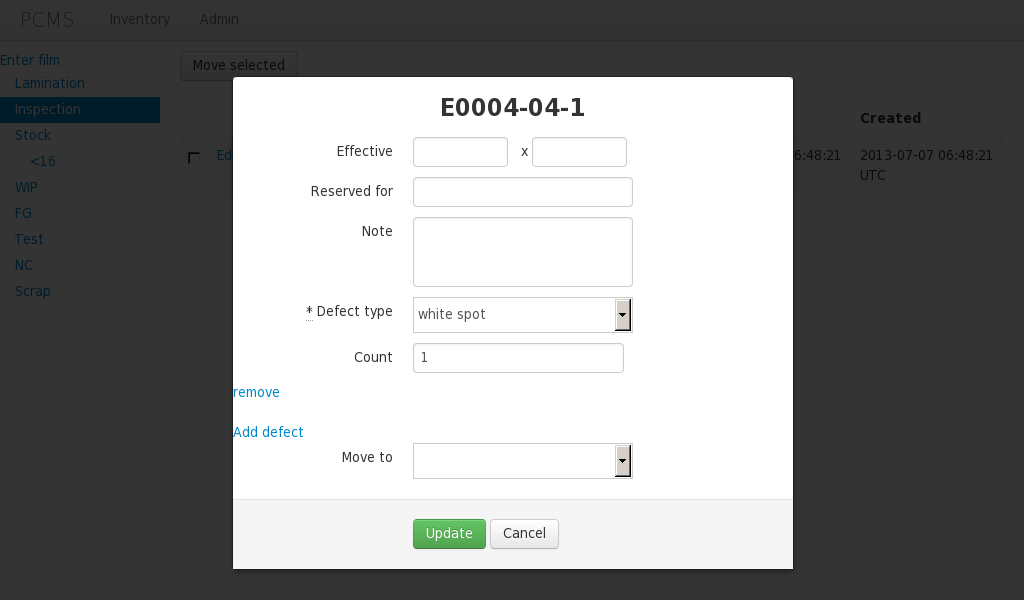 PCMS Inventory Admin
Enter film
Lamination
Inspection
Stock
<16
WIP
FG
Test
NC
Scrap
Move selected
Created
Ed
6:48:21
2013-07-07 06:48:21
UTC
E0004-04-1
Effective x
Reserved for
Note
* Defect type white spot
Count 1
remove
Add defect
Move to
Update Cancel